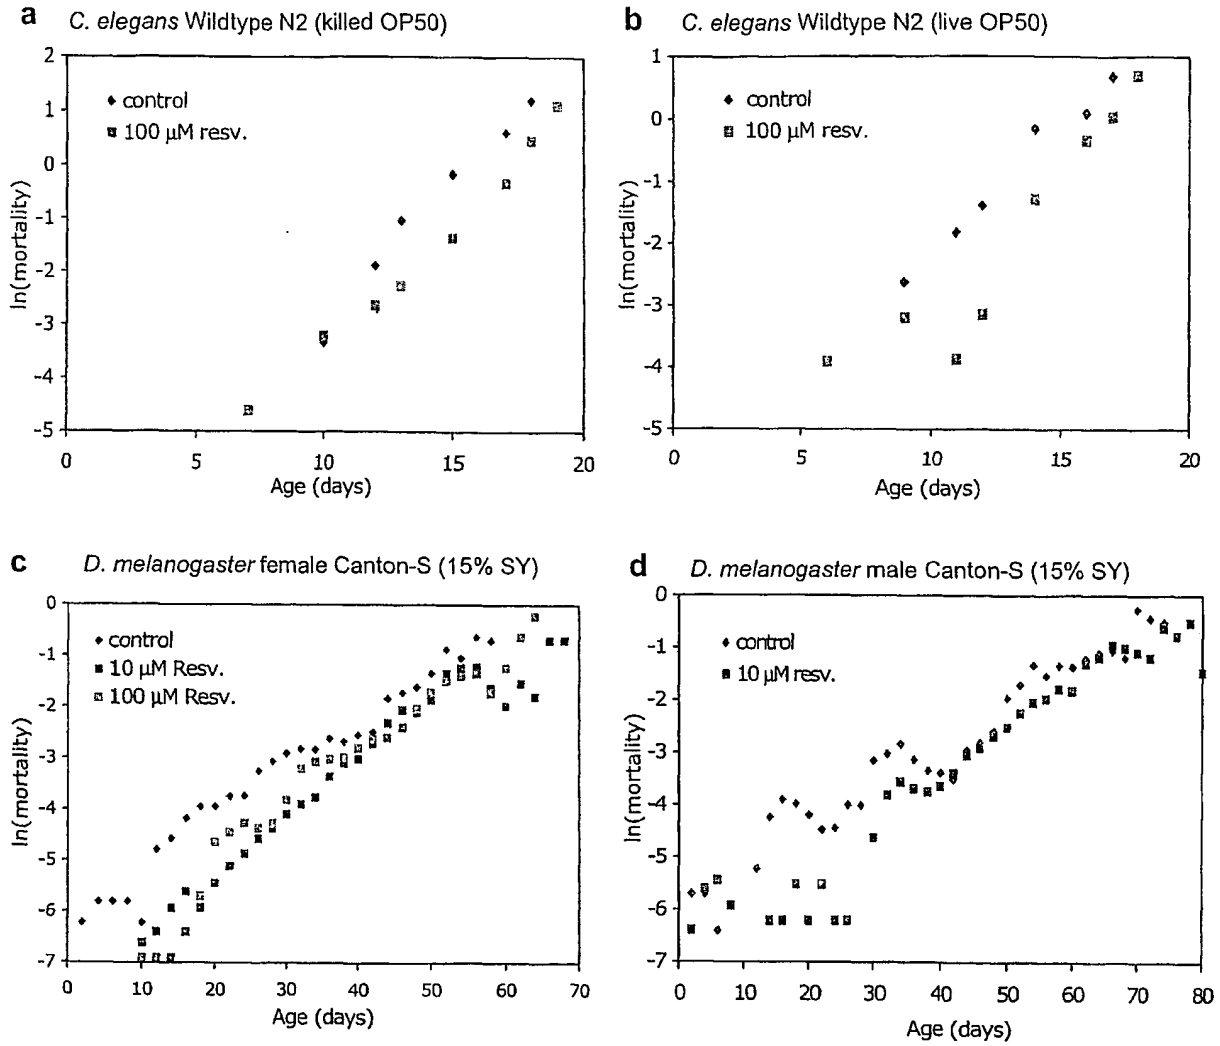 a C. elegans Wildtype N2 (killed OP50)
2
1
0
-1
-2
-3
-4
-5
ln(mortality)
control
100 µM resv.
0 5 10 15 20
Age (days)
b C. elegans Wildtype N2 (live OP50)
1
0
-1
-2
-3
-4
-5
ln(mortality)
control
100 µM resv.
0 5 10 15 20
Age (days)
c D. melanogaster female Canton-S (15% SY)
0
-1
-2
-3
-4
-5
-6
-7
ln(mortality)
control
10 µM Resv.
100 µM Resv.
0 10 20 30 40 50 60 70
Age (days)
d D. melanogaster male Canton-S (15% SY)
0
-1
-2
-3
-4
-5
-6
-7
ln(mortality)
control
10 µM resv.
0 10 20 30 40 50 60 70 80
Age (days)